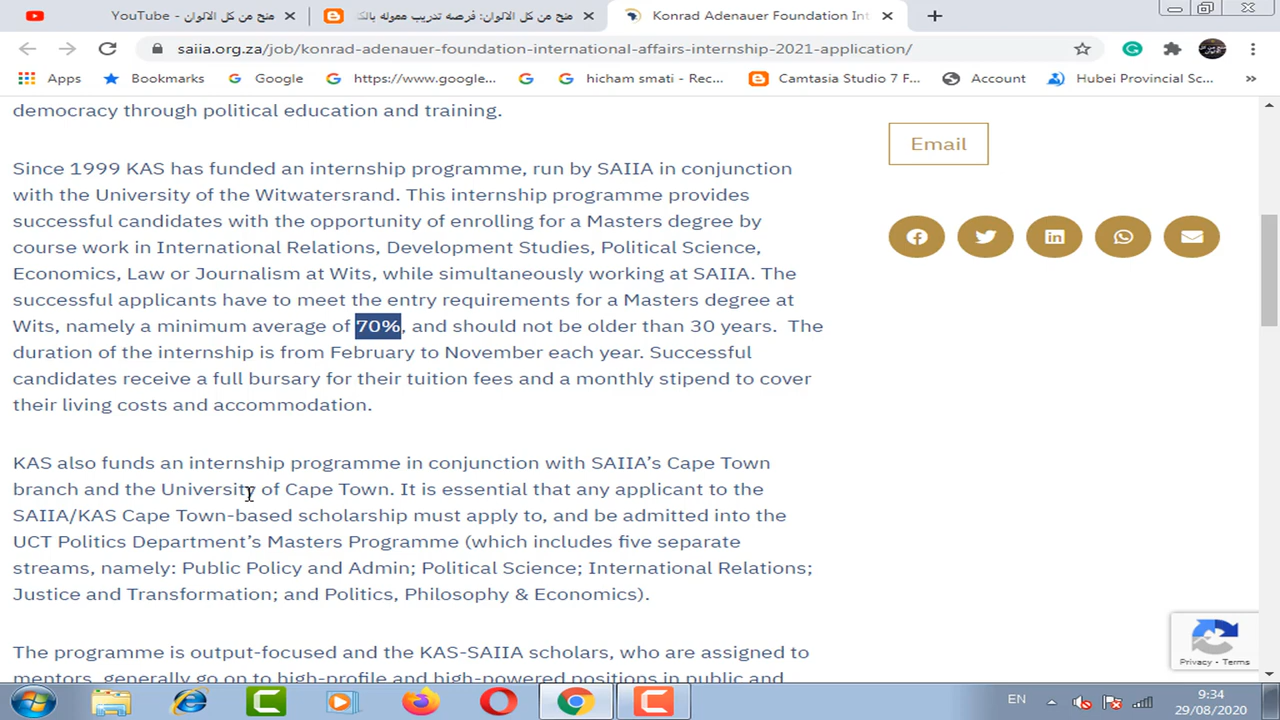 منح من كل الالوان - YouTube
منح من كل الالوان: فرصة تدريب ممولة بالك
Konrad Adenauer Foundation Int
saiia.org.za/job/konrad-adenauer-foundation-international-affairs-internship-2021-application/
Apps Bookmarks Google https://www.google... hicham smati - Rec... Camtasia Studio 7 F... Account Hubei Provincial Sc... »
democracy through political education and training.
Since 1999 KAS has funded an internship programme, run by SAIIA in conjunction
with the University of the Witwatersrand. This internship programme provides
successful candidates with the opportunity of enrolling for a Masters degree by
course work in International Relations, Development Studies, Political Science,
Economics, Law or Journalism at Wits, while simultaneously working at SAIIA. The
successful applicants have to meet the entry requirements for a Masters degree at
Wits, namely a minimum average of 70%, and should not be older than 30 years. The
duration of the internship is from February to November each year. Successful
candidates receive a full bursary for their tuition fees and a monthly stipend to cover
their living costs and accommodation.
KAS also funds an internship programme in conjunction with SAIIA’s Cape Town
branch and the University of Cape Town. It is essential that any applicant to the
SAIIA/KAS Cape Town-based scholarship must apply to, and be admitted into the
UCT Politics Department’s Masters Programme (which includes five separate
streams, namely: Public Policy and Admin; Political Science; International Relations;
Justice and Transformation; and Politics, Philosophy & Economics).
The programme is output-focused and the KAS-SAIIA scholars, who are assigned to
mentors, generally go on to high-profile and high-powered positions in public and
Email
Privacy - Terms
EN
9:34
29/08/2020